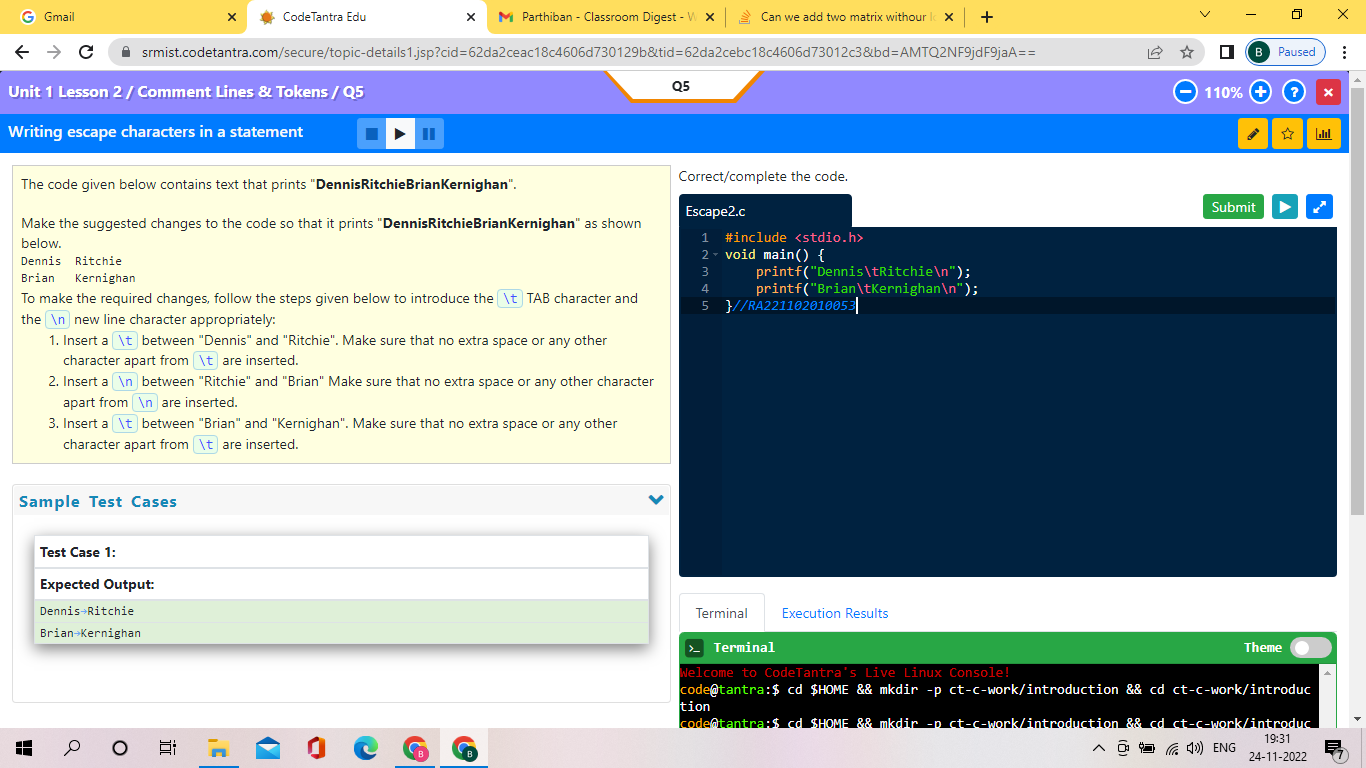 Gmail
CodeTantra Edu
Parthiban - Classroom Digest - W
Can we add two matrix withour l
srmist.codetantra.com/secure/topic-details1.jsp?cid=62da2ceac18c4606d730129b&tid=62da2cebc18c4606d73012c3&bd=AMTQ2NF9jdF9jaA==
B Paused
Unit 1 Lesson 2 / Comment Lines & Tokens / Q5
Q5
110%
Writing escape characters in a statement
The code given below contains text that prints "DennisRitchieBrianKernighan".
Make the suggested changes to the code so that it prints "DennisRitchieBrianKernighan" as shown
below.
Dennis Ritchie
Brian Kernighan
To make the required changes, follow the steps given below to introduce the \t TAB character and
the \n new line character appropriately:
1. Insert a \t between "Dennis" and "Ritchie". Make sure that no extra space or any other
character apart from \t are inserted.
2. Insert a \n between "Ritchie" and "Brian" Make sure that no extra space or any other character
apart from \n are inserted.
3. Insert a \t between "Brian" and "Kernighan". Make sure that no extra space or any other
character apart from \t are inserted.
Sample Test Cases
Test Case 1:
Expected Output:
Dennis→Ritchie
Brian→Kernighan
Correct/complete the code.
Escape2.c
Submit
1 #include <stdio.h>
2 void main() {
3 printf("Dennis\tRitchie\n");
4 printf("Brian\tKernighan\n");
5 }//RA221102010053
Terminal
Execution Results
Terminal
Theme
Welcome to CodeTantra's Live Linux Console!
code@tantra:$ cd $HOME && mkdir -p ct-c-work/introduction && cd ct-c-work/introduc
tion
code@tantra:$ cd $HOME && mkdir -p ct-c-work/introduction && cd ct-c-work/introduc
ENG
19:31
24-11-2022
7